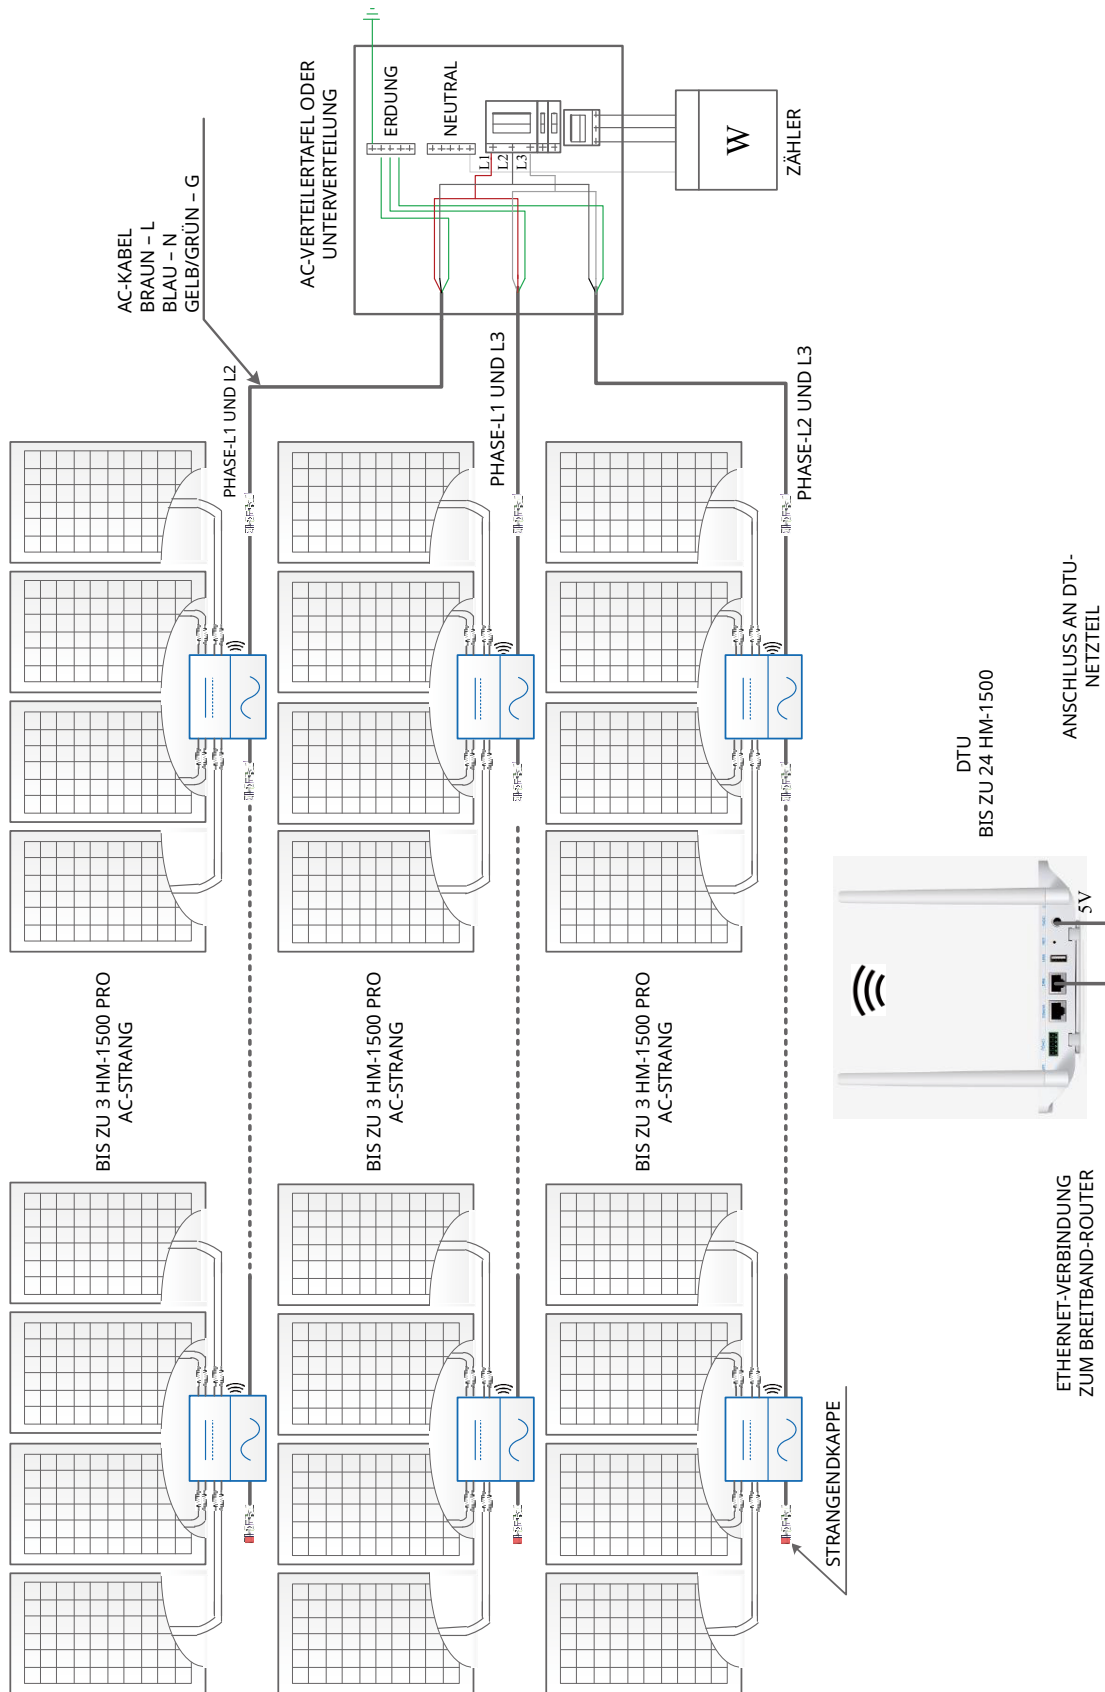 AC-KABEL
BRAUN – L
BLAU – N
GELB/GRÜN – G
AC-VERTEILERTAFEL ODER
UNTERVERTEILUNG
ERDUNG
NEUTRAL
L1
L2
L3
W
ZÄHLER
PHASE-L1 UND L2
PHASE-L1 UND L3
PHASE-L2 UND L3
BIS ZU 3 HM-1500 PRO
AC-STRANG
BIS ZU 3 HM-1500 PRO
AC-STRANG
BIS ZU 3 HM-1500 PRO
AC-STRANG
STRANGENDKAPPE
DTU
BIS ZU 24 HM-1500
ANSCHLUSS AN DTU-
NETZTEIL
5V
ETHERNET-VERBINDUNG
ZUM BREITBAND-ROUTER